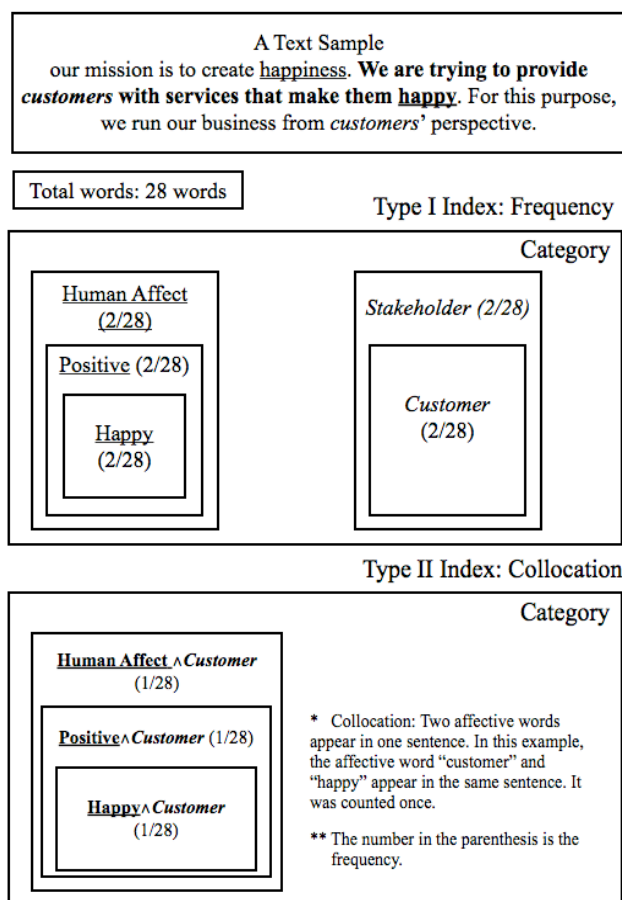 A Text Sample
our mission is to create happiness. We are trying to provide
customers with services that make them happy. For this purpose,
we run our business from customers’ perspective.
Total words: 28 words
Type I Index: Frequency
Category
Human Affect
(2/28)
Positive (2/28)
Happy
(2/28)
Stakeholder (2/28)
Customer
(2/28)
Type II Index: Collocation
Category
Human Affect ∧Customer
(1/28)
Positive∧Customer (1/28)
Happy∧Customer
(1/28)
* Collocation: Two affective words
appear in one sentence. In this example,
the affective word “customer” and
“happy” appear in the same sentence. It
was counted once.
** The number in the parenthesis is the
frequency.